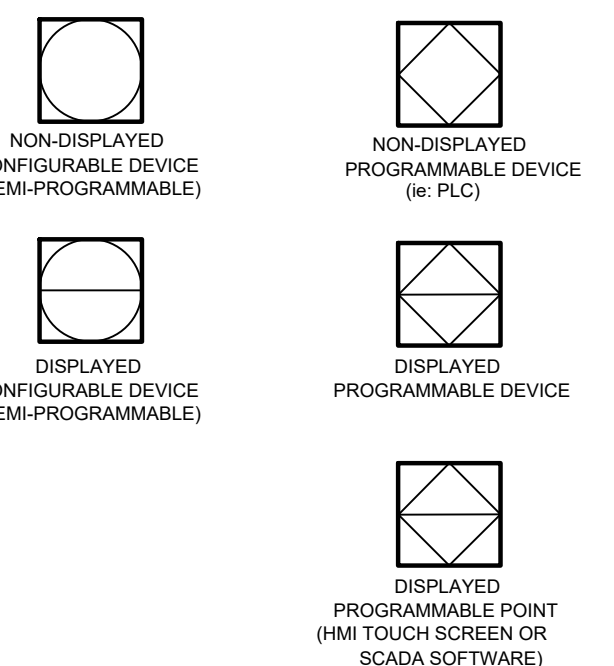 NON-DISPLAYED
ONFIGURABLE DEVICE
EMI-PROGRAMMABLE)
NON-DISPLAYED
PROGRAMMABLE DEVICE
(ie: PLC)
DISPLAYED
ONFIGURABLE DEVICE
EMI-PROGRAMMABLE)
DISPLAYED
PROGRAMMABLE DEVICE
DISPLAYED
PROGRAMMABLE POINT
(HMI TOUCH SCREEN OR
SCADA SOFTWARE)